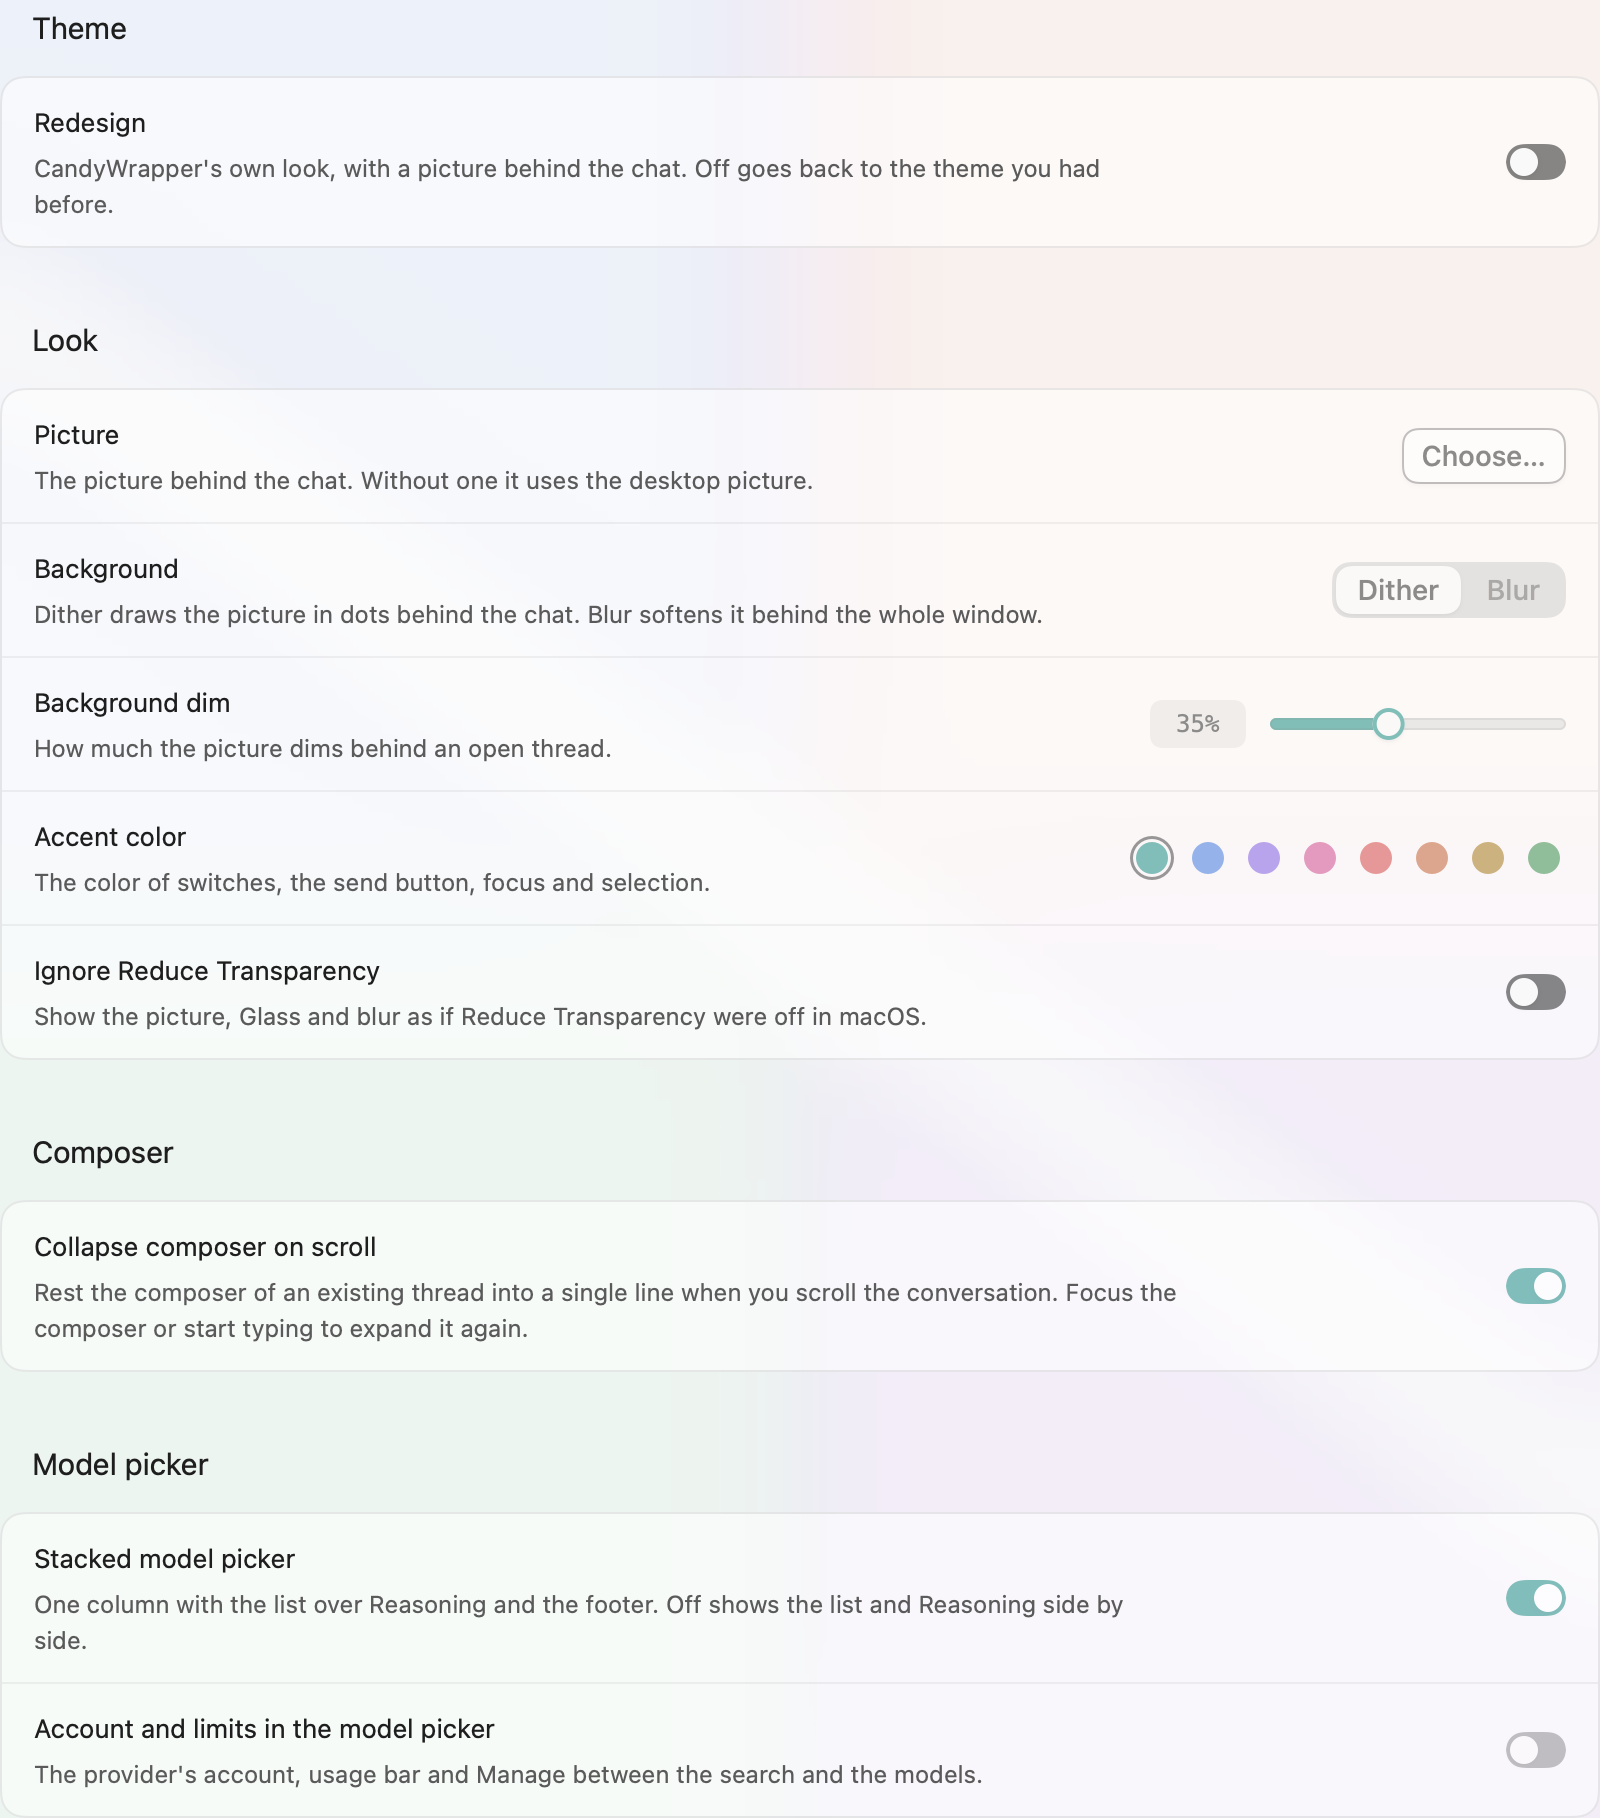 Theme
Redesign
CandyWrapper's own look, with a picture behind the chat. Off goes back to the theme you had
before.
Look
Picture
The picture behind the chat. Without one it uses the desktop picture.
Choose...
Background
Dither draws the picture in dots behind the chat. Blur softens it behind the whole window.
Dither Blur
Background dim
How much the picture dims behind an open thread.
35%
Accent color
The color of switches, the send button, focus and selection.
Ignore Reduce Transparency
Show the picture, Glass and blur as if Reduce Transparency were off in macOS.
Composer
Collapse composer on scroll
Rest the composer of an existing thread into a single line when you scroll the conversation. Focus the
composer or start typing to expand it again.
Model picker
Stacked model picker
One column with the list over Reasoning and the footer. Off shows the list and Reasoning side by
side.
Account and limits in the model picker
The provider's account, usage bar and Manage between the search and the models.